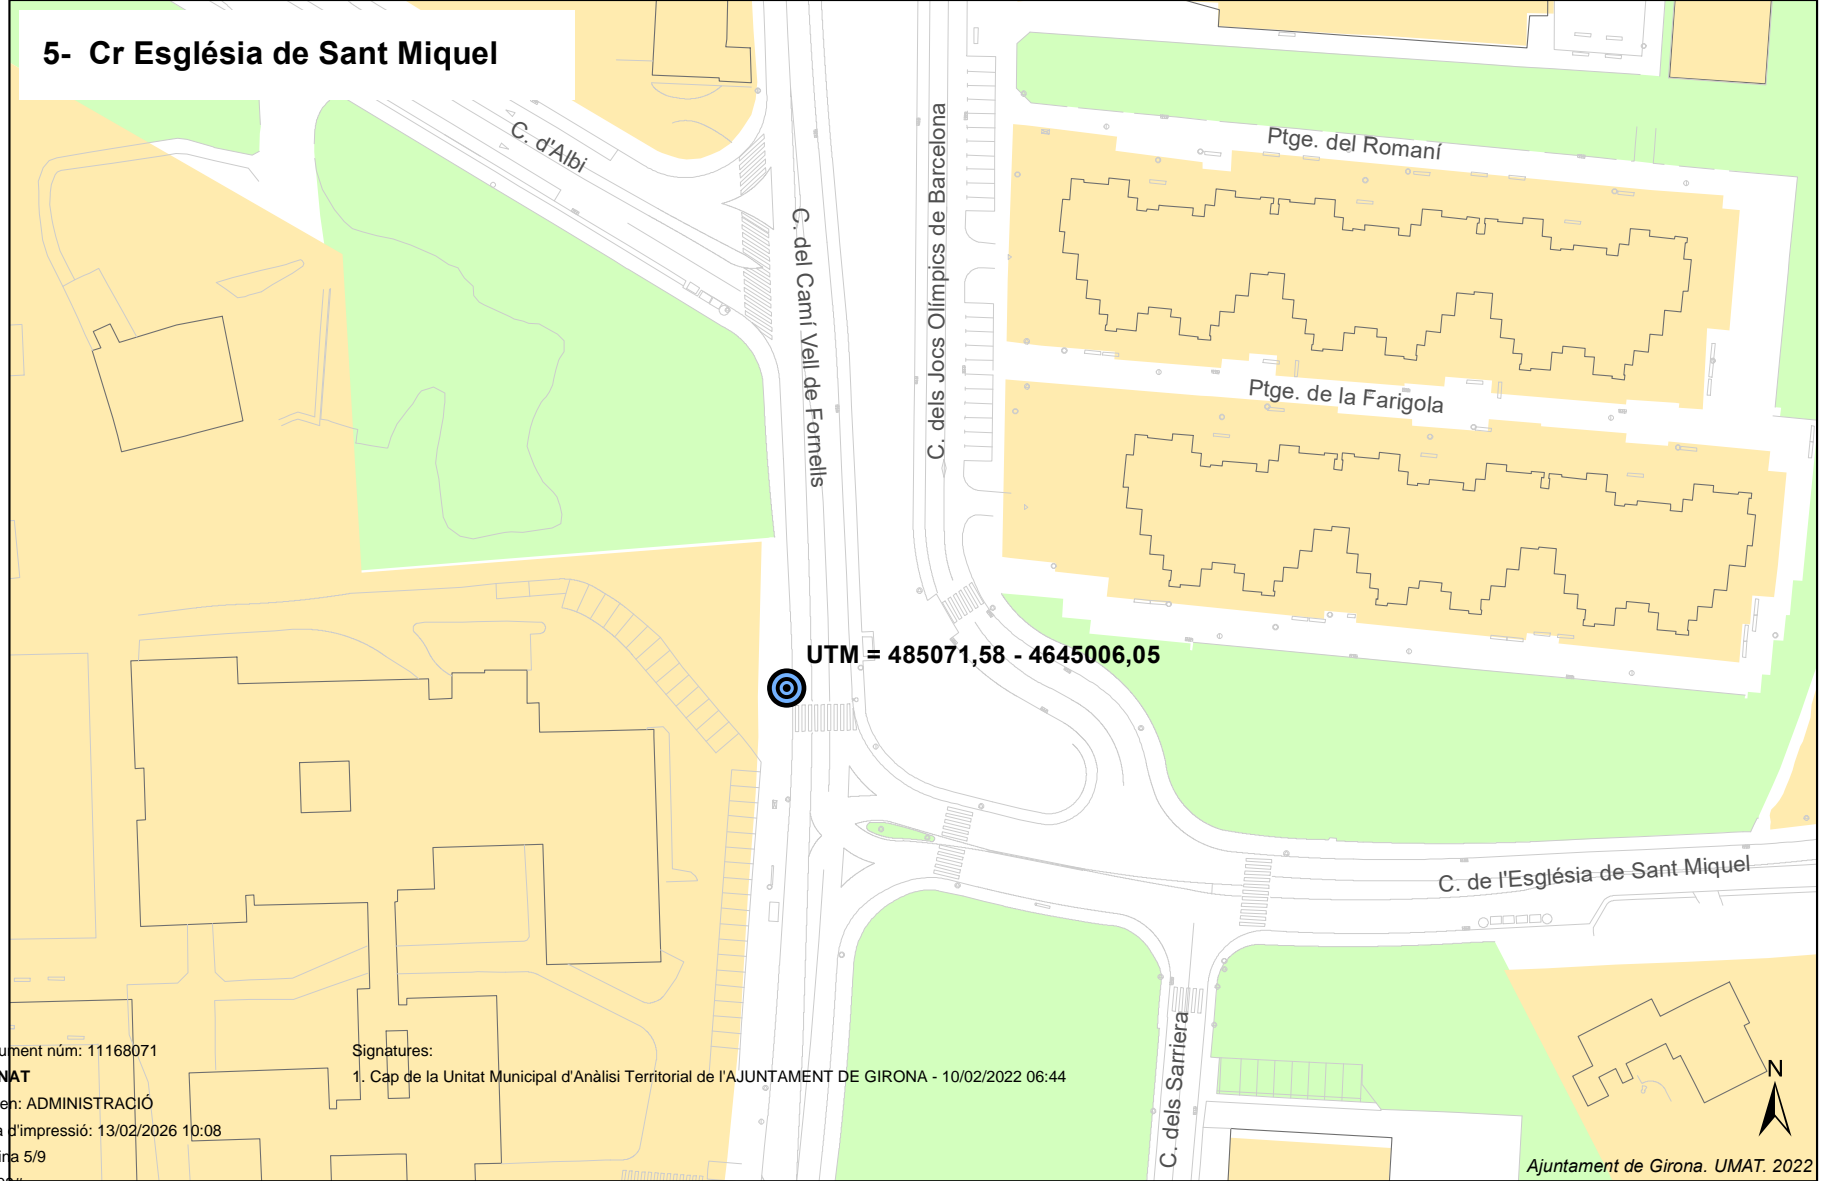 5- Cr Església de Sant Miquel
C. d'Albi
C. del Camí Vell de Fornells
C. dels Jocs Olímpics de Barcelona
Ptge. del Romaní
Ptge. de la Farigola
UTM = 485071,58 - 4645006,05
C. de l'Església de Sant Miquel
C. dels Sarriera
ument núm: 11168071
NAT
en: ADMINISTRACIÓ
a d'impressió: 13/02/2026 10:08
ina 5/9
Signatures:
1. Cap de la Unitat Municipal d'Anàlisi Territorial de l'AJUNTAMENT DE GIRONA - 10/02/2022 06:44
N
Ajuntament de Girona. UMAT. 2022